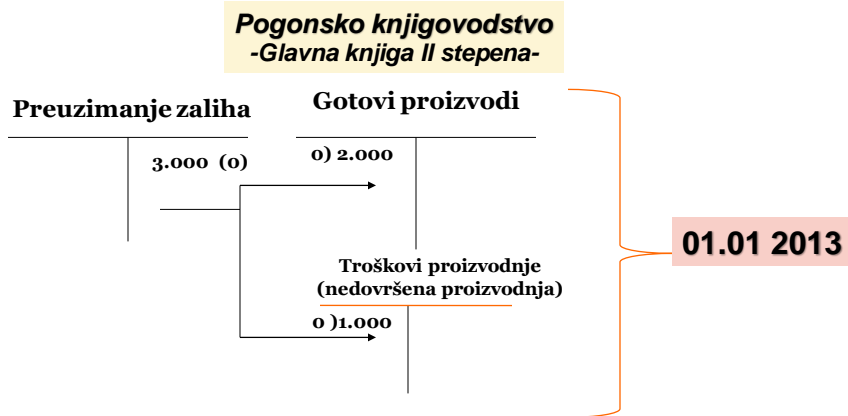 Pogonsko knjigovodstvo
-Glavna knjiga II stepena-
Preuzimanje zaliha
Gotovi proizvodi
3.000 (0)
0) 2.000
01.01 2013
Troškovi proizvodnje
(nedovršena proizvodnja)
0 )1.000